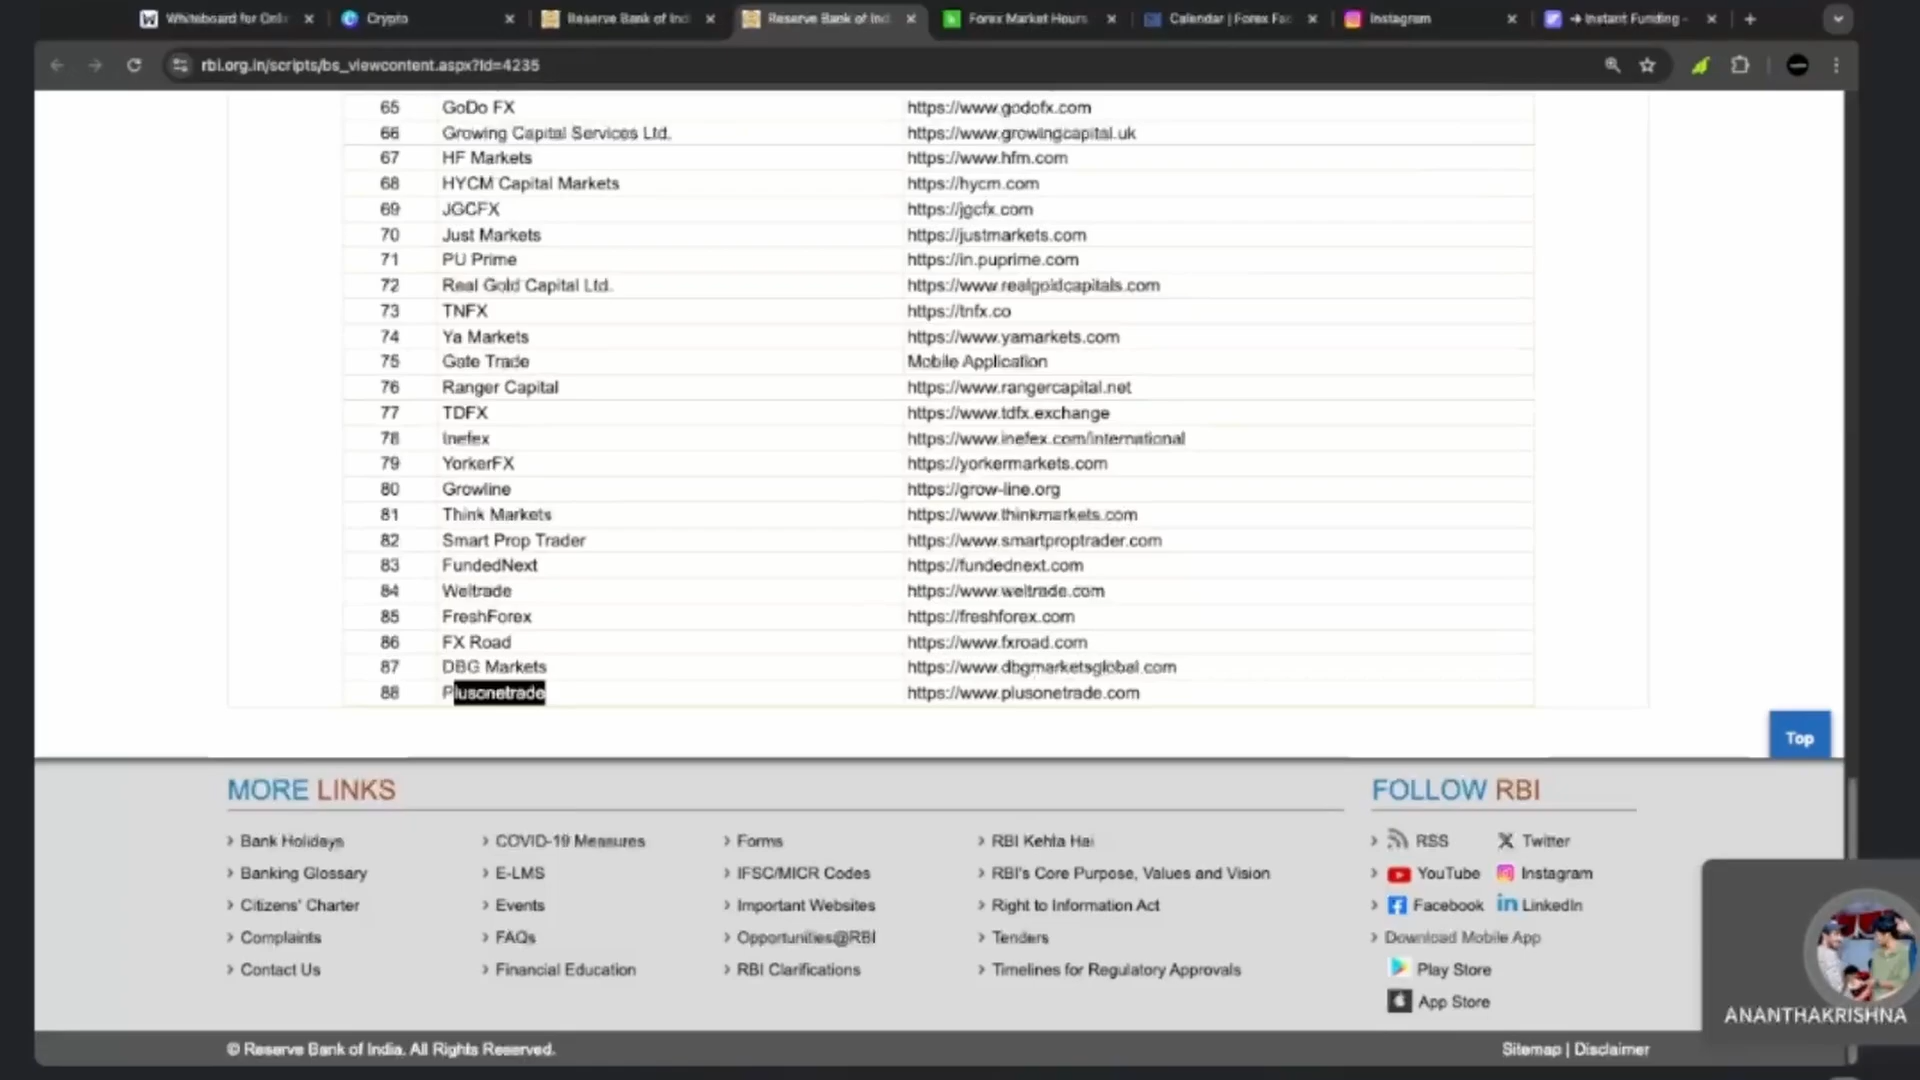 Whiteboard for Onli
Crypto
Reserve Bank of Ind
Reserve Bank of Ind
Forex Market Hours
Calendar | Forex Fac
Instagram
Instant Funding -
rbi.org.in/scripts/bs_viewcontent.aspx?Id=4235
65 GoDo FX https://www.godofx.com
66 Growing Capital Services Ltd. https://www.growingcapital.uk
67 HF Markets https://www.hfm.com
68 HYCM Capital Markets https://hycm.com
69 JGCFX https://jgcfx.com
70 Just Markets https://justmarkets.com
71 PU Prime https://in.puprime.com
72 Real Gold Capital Ltd. https://www.realgoldcapitals.com
73 TNFX https://tnfx.co
74 Ya Markets https://www.yamarkets.com
75 Gate Trade Mobile Application
76 Ranger Capital https://www.rangercapital.net
77 TDFX https://www.tdfx.exchange
78 Inefex https://www.inefex.com/international
79 YorkerFX https://yorkermarkets.com
80 Growline https://grow-line.org
81 Think Markets https://www.thinkmarkets.com
82 Smart Prop Trader https://www.smartproptrader.com
83 FundedNext https://fundednext.com
84 Weltrade https://www.weltrade.com
85 FreshForex https://freshforex.com
86 FX Road https://www.fxroad.com
87 DBG Markets https://www.dbgmarketsglobal.com
88 Plusonetrade https://www.plusonetrade.com
Top
MORE LINKS
Bank Holidays
Banking Glossary
Citizens' Charter
Complaints
Contact Us
COVID-19 Measures
E-LMS
Events
FAQs
Financial Education
Forms
IFSC/MICR Codes
Important Websites
Opportunities@RBI
RBI Clarifications
RBI Kehta Hai
RBI's Core Purpose, Values and Vision
Right to Information Act
Tenders
Timelines for Regulatory Approvals
FOLLOW RBI
RSS Twitter
YouTube Instagram
Facebook LinkedIn
Download Mobile App
Play Store
App Store
ANANTHAKRISHNA
© Reserve Bank of India. All Rights Reserved.
Sitemap | Disclaimer